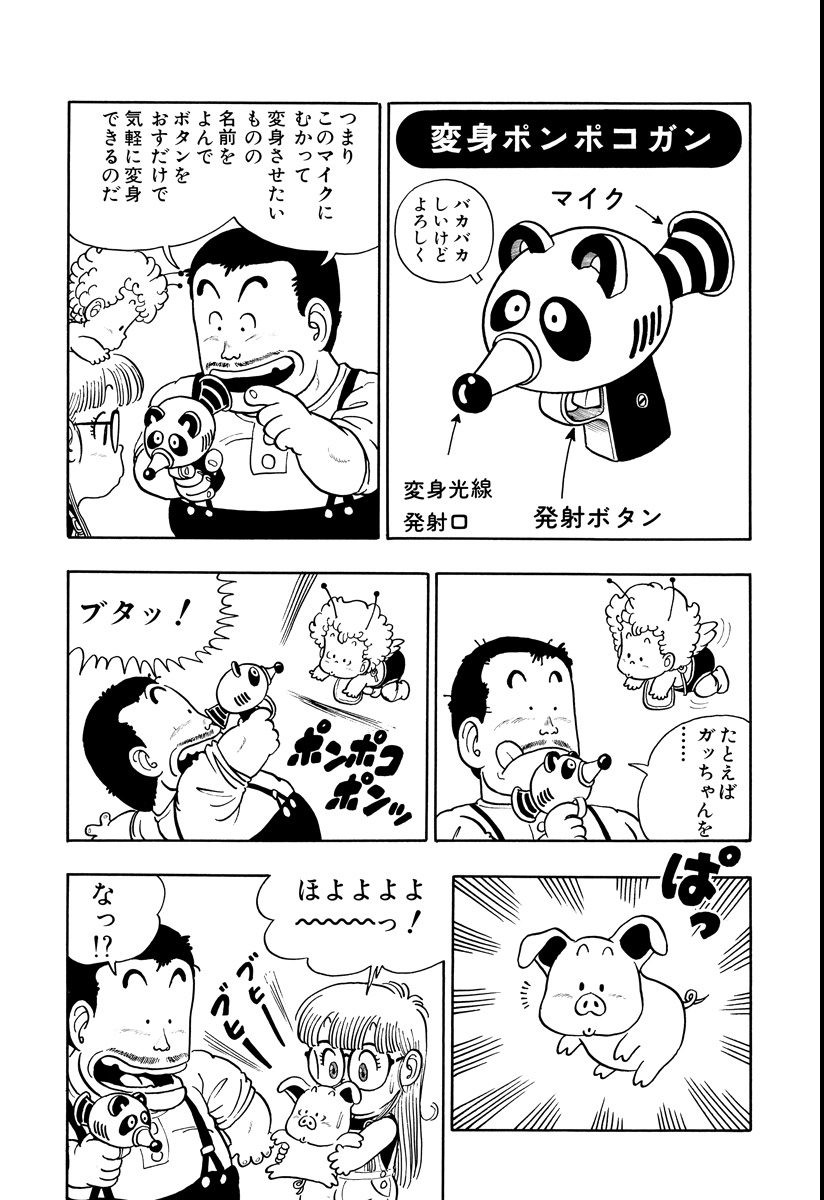 変身ポンポコガン
マイク
バカバカ
しいけど
よろしく
変身光線
発射口
発射ボタン
つまり
このマイクに
むかって
変身させたい
ものの
名前を
よんで
ボタンを
おすだけで
気軽に変身
できるのだ
たとえば
ガッちゃんを
……
ブタッ!
ポンポコ
ポンッ
ぱっ
ほよよよよ
〜〜〜〜っ!
ブヒー
ブヒー
なっ!?